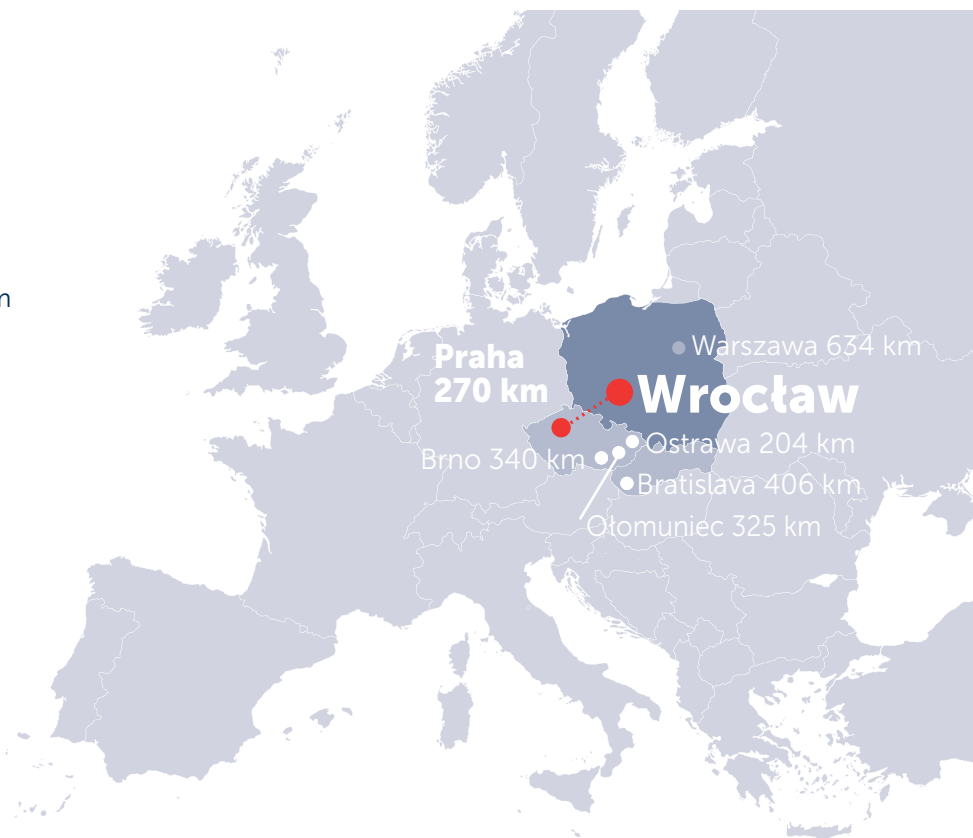 n
Warszawa 634 km
Praha
270 km
Wrocław
Ostrawa 204 km
Brno 340 km
Bratislava 406 km
Ołomuniec 325 km